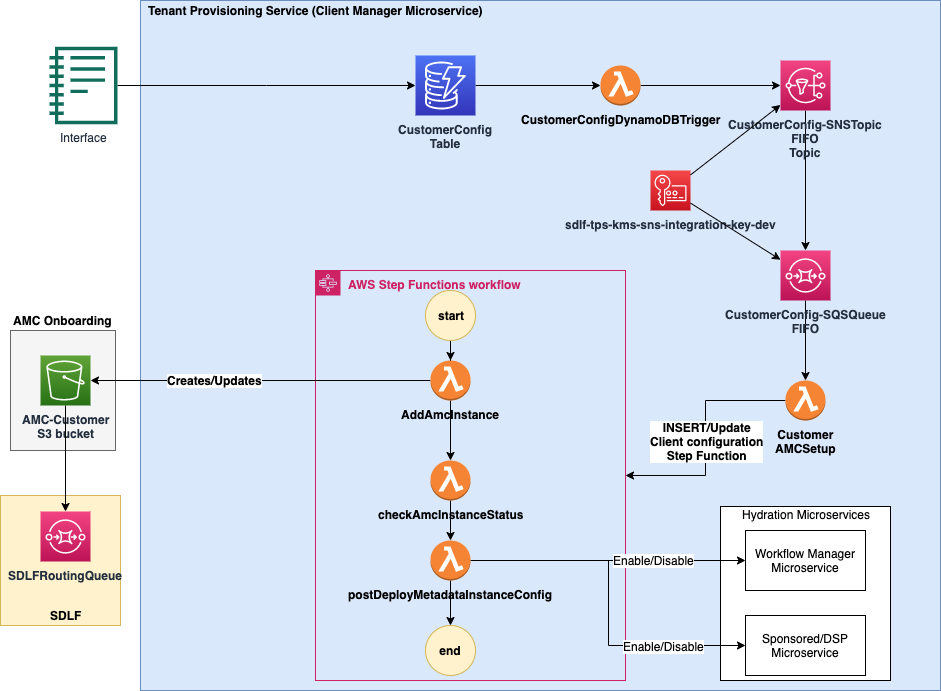 Tenant Provisioning Service (Client Manager Microservice)
Interface
CustomerConfig
Table
CustomerConfigDynamoDBTrigger
CustomerConfig-SNSTopic
FIFO
Topic
sdlf-tps-kms-sns-integration-key-dev
CustomerConfig-SQSQueue
FIFO
AWS Step Functions workflow
start
AMC Onboarding
Creates/Updates
AddAmcInstance
AMC-Customer
S3 bucket
INSERT/Update
Client configuration
Step Function
Customer
AMCSetup
checkAmcInstanceStatus
Hydration Microservices
Enable/Disable
Workflow Manager
Microservice
SDLFRoutingQueue
SDLF
postDeployMetadataInstanceConfig
end
Enable/Disable
Sponsored/DSP
Microservice